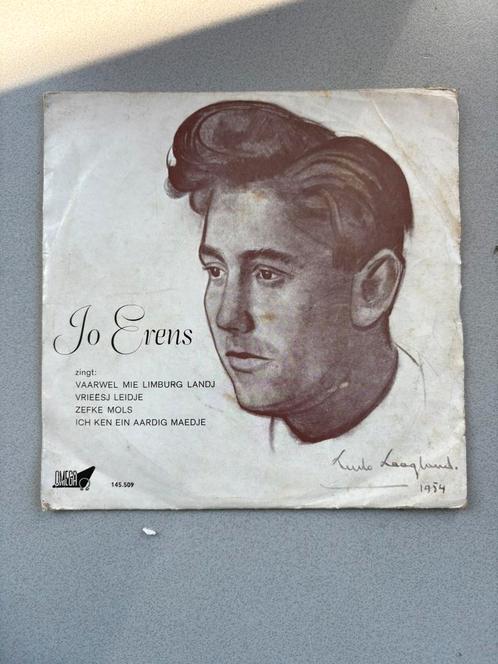 Jo Erens
zingt:
VAARWEL MIE LIMBURG LANDJ
VRIEESJ LEIDJE
ZEFKE MOLS
ICH KEN EIN AARDIG MAEDJE
OMEGA
145.509
1954